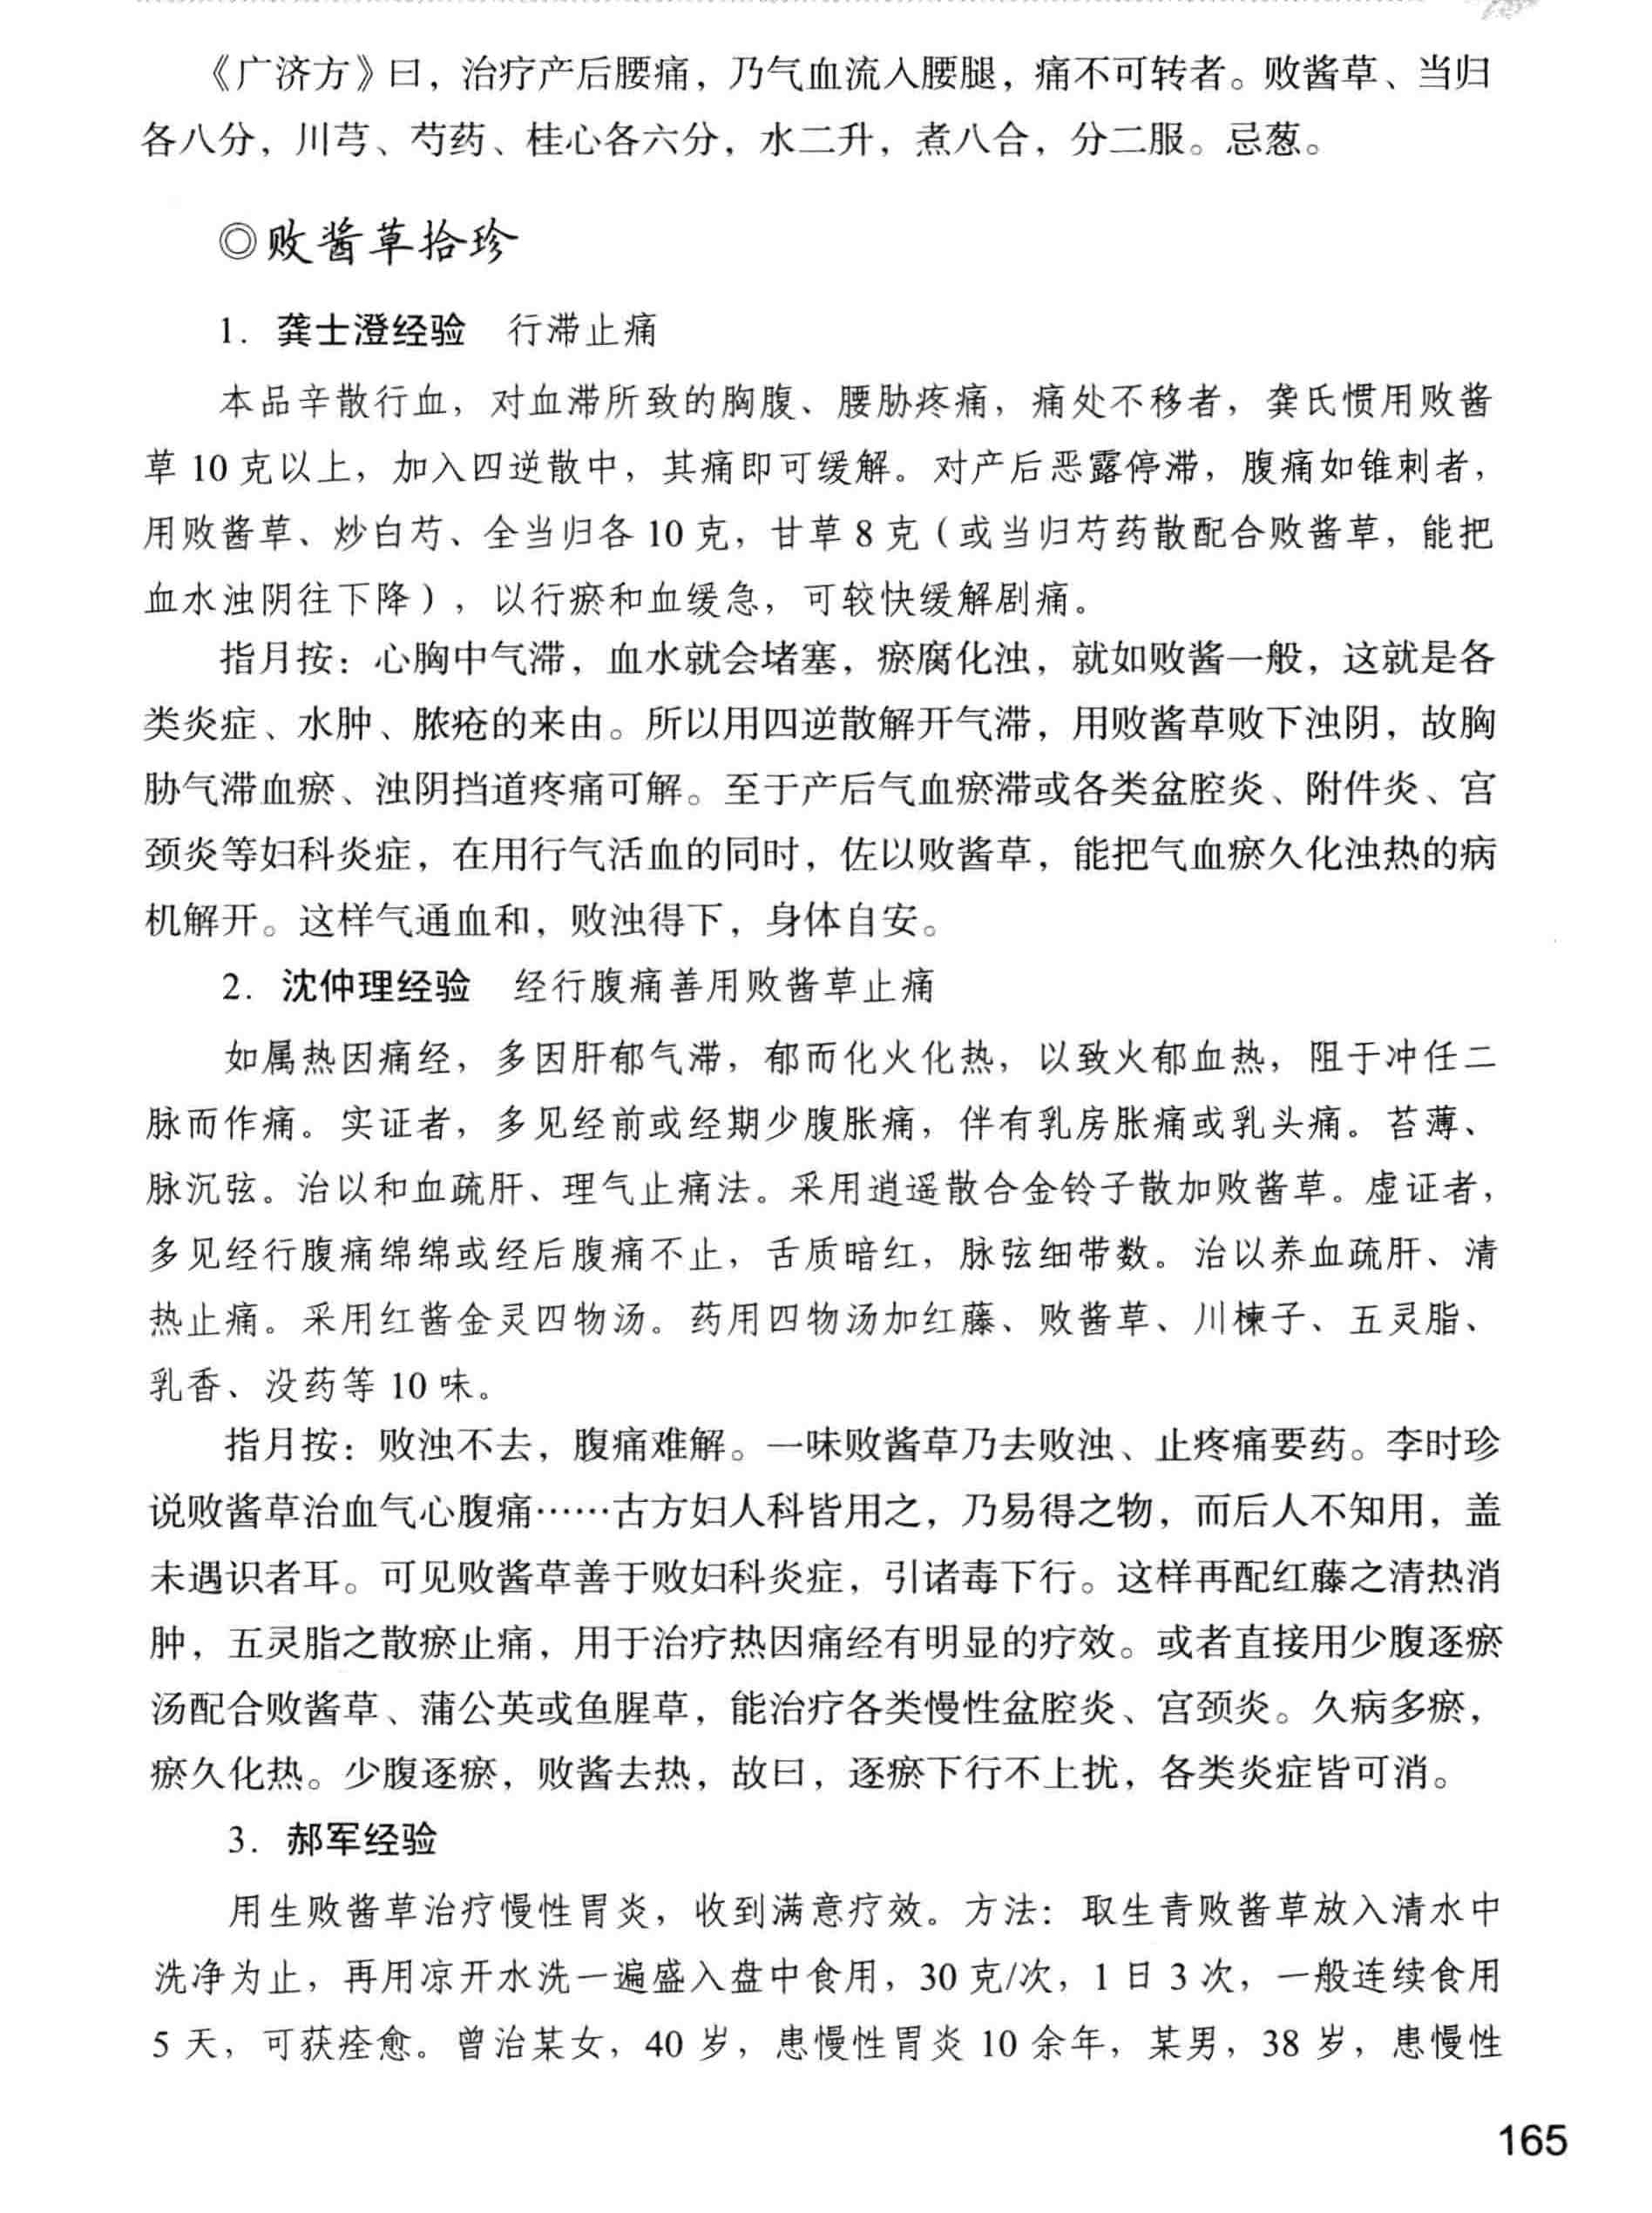 《广济方》曰，治疗产后腰痛，乃气血流入腰腿，痛不可转者。败酱草、当归
各八分，川芎、芍药、桂心各六分，水二升，煮八合，分二服。忌葱。
◎败酱草拾珍
1. 龚士澄经验 行滞止痛
本品辛散行血，对血滞所致的胸腹、腰胁疼痛，痛处不移者，龚氏惯用败酱
草 10 克以上，加入四逆散中，其痛即可缓解。对产后恶露停滞，腹痛如锥刺者，
用败酱草、炒白芍、全当归各 10 克，甘草 8 克（或当归芍药散配合败酱草，能把
血水浊阴往下降），以行瘀和血缓急，可较快缓解剧痛。
指月按：心胸中气滞，血水就会堵塞，瘀腐化浊，就如败酱一般，这就是各
类炎症、水肿、脓疮的来由。所以用四逆散解开气滞，用败酱草败下浊阴，故胸
胁气滞血瘀、浊阴挡道疼痛可解。至于产后气血瘀滞或各类盆腔炎、附件炎、宫
颈炎等妇科炎症，在用行气活血的同时，佐以败酱草，能把气血瘀久化浊热的病
机解开。这样气通血和，败浊得下，身体自安。
2. 沈仲理经验 经行腹痛善用败酱草止痛
如属热因痛经，多因肝郁气滞，郁而化火化热，以致火郁血热，阻于冲任二
脉而作痛。实证者，多见经前或经期少腹胀痛，伴有乳房胀痛或乳头痛。苔薄、
脉沉弦。治以和血疏肝、理气止痛法。采用逍遥散合金铃子散加败酱草。虚证者，
多见经行腹痛绵绵或经后腹痛不止，舌质暗红，脉弦细带数。治以养血疏肝、清
热止痛。采用红酱金灵四物汤。药用四物汤加红藤、败酱草、川楝子、五灵脂、
乳香、没药等 10 味。
指月按：败浊不去，腹痛难解。一味败酱草乃去败浊、止疼痛要药。李时珍
说败酱草治血气心腹痛……古方妇人科皆用之，乃易得之物，而后人不知用，盖
未遇识者耳。可见败酱草善于败妇科炎症，引诸毒下行。这样再配红藤之清热消
肿，五灵脂之散瘀止痛，用于治疗热因痛经有明显的疗效。或者直接用少腹逐瘀
汤配合败酱草、蒲公英或鱼腥草，能治疗各类慢性盆腔炎、宫颈炎。久病多瘀，
瘀久化热。少腹逐瘀，败酱去热，故曰，逐瘀下行不上扰，各类炎症皆可消。
3. 郝军经验
用生败酱草治疗慢性胃炎，收到满意疗效。方法：取生青败酱草放入清水中
洗净为止，再用凉开水洗一遍盛入盘中食用，30 克/次，1 日 3 次，一般连续食用
5 天，可获痊愈。曾治某女，40 岁，患慢性胃炎 10 余年，某男，38 岁，患慢性
165